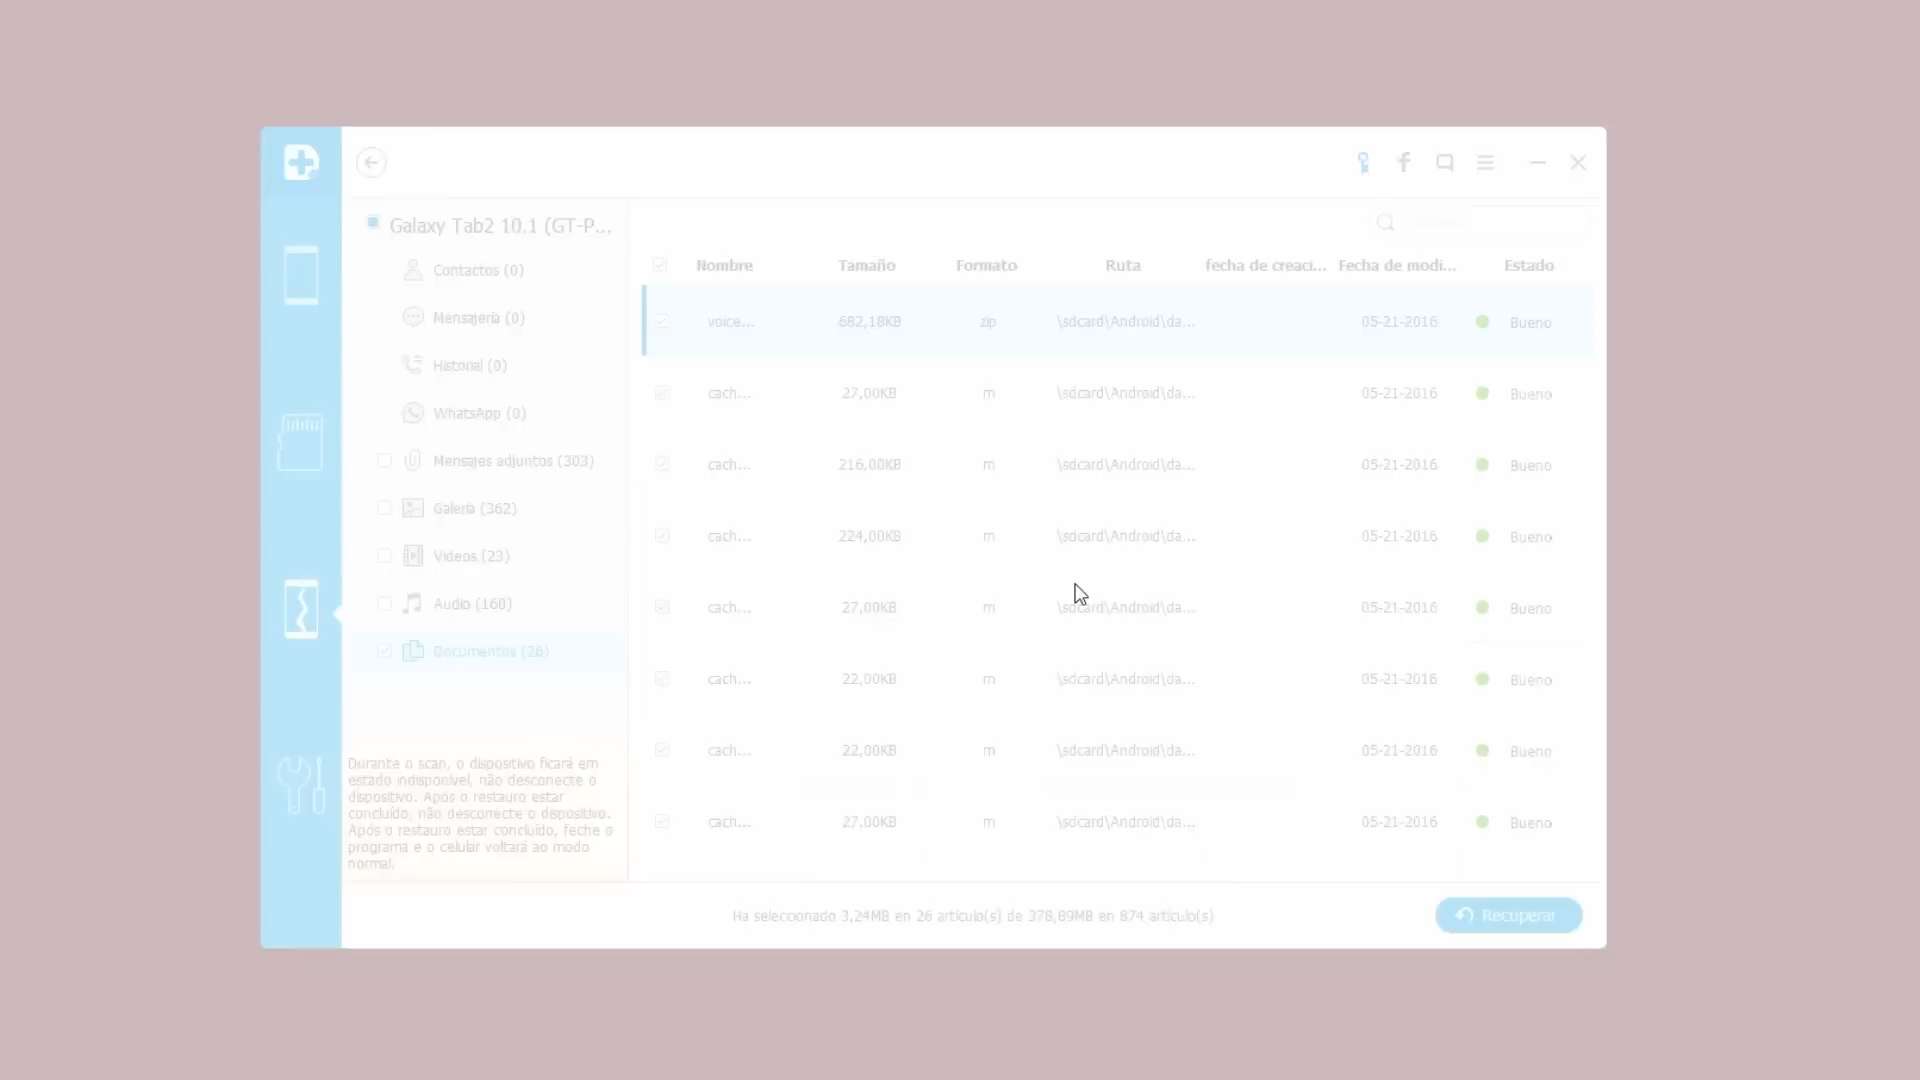 Galaxy Tab2 10.1 (GT-P...
Contactos (0)
Mensajería (0)
Historial (0)
WhatsApp (0)
Mensajes adjuntos (303)
Galería (362)
Videos (23)
Audio (160)
Documentos (26)
Durante o scan, o dispositivo ficará em
estado indisponível, não desconecte o
dispositivo. Após o restauro estar
concluído, não desconecte o dispositivo.
Após o restauro estar concluído, feche o
programa e o celular voltará ao modo
normal.
Nombre Tamaño Formato Ruta fecha de creaci... Fecha de modi... Estado
voice... 682,18KB zip \sdcard\Android\da... 05-21-2016 Bueno
cach... 27,00KB m \sdcard\Android\da... 05-21-2016 Bueno
cach... 216,00KB m \sdcard\Android\da... 05-21-2016 Bueno
cach... 224,00KB m \sdcard\Android\da... 05-21-2016 Bueno
cach... 27,00KB m \sdcard\Android\da... 05-21-2016 Bueno
cach... 22,00KB m \sdcard\Android\da... 05-21-2016 Bueno
cach... 22,00KB m \sdcard\Android\da... 05-21-2016 Bueno
cach... 27,00KB m \sdcard\Android\da... 05-21-2016 Bueno
Ha seleccionado 3,24MB en 26 artículo(s) de 378,89MB en 874 artículo(s)
Recuperar